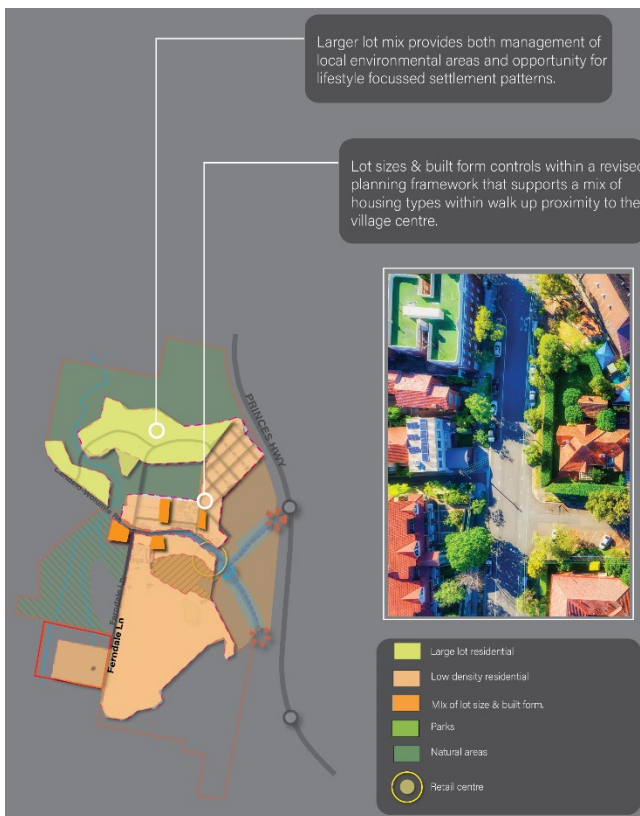 Larger lot mix provides both management of
local environmental areas and opportunity for
lifestyle focussed settlement patterns.
Lot sizes & built form controls within a revised
planning framework that supports a mix of
housing types within walk up proximity to the
village centre.
PRINCES HWY
Ferndale Ln
Ferndale Ln
Large lot residential
Low density residential
MIx of lot size & built form.
Parks
Natural areas
Retail centre